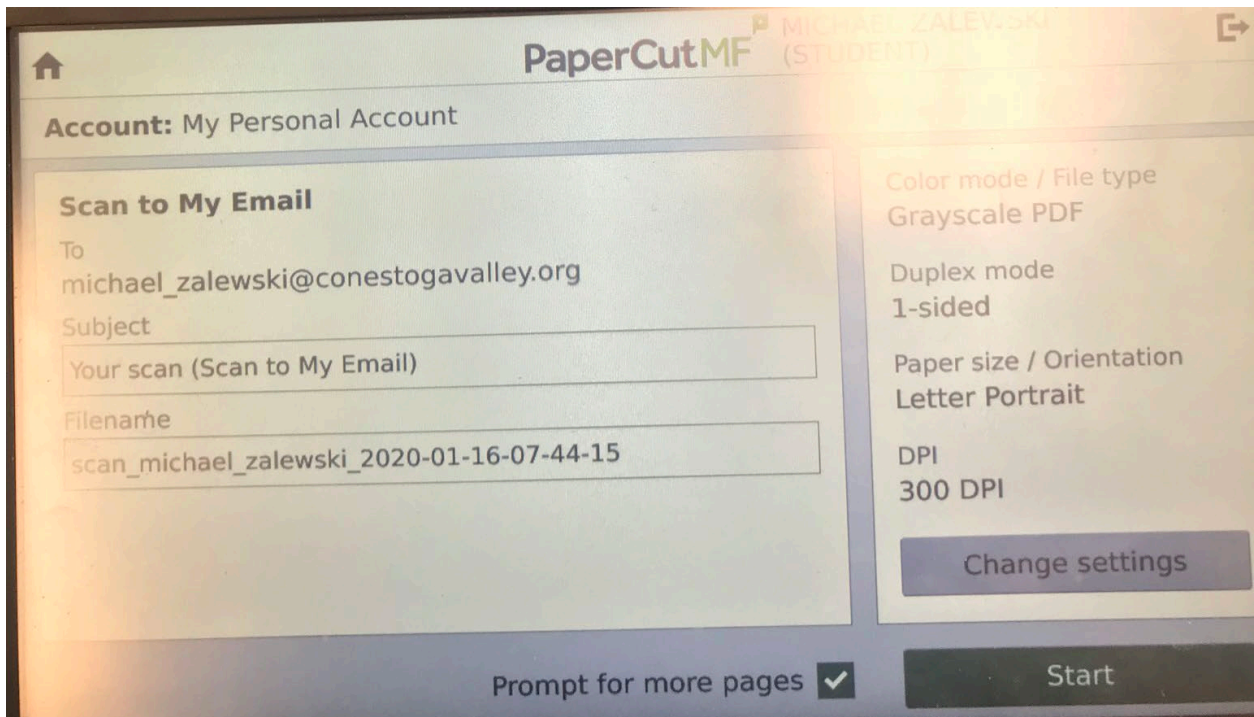 PaperCutMF
MICHAEL ZALEWSKI
(STUDENT)
Account: My Personal Account
Scan to My Email
To
michael_zalewski@conestogavalley.org
Subject
Your scan (Scan to My Email)
Filename
scan_michael_zalewski_2020-01-16-07-44-15
Color mode / File type
Grayscale PDF
Duplex mode
1-sided
Paper size / Orientation
Letter Portrait
DPI
300 DPI
Change settings
Prompt for more pages
Start